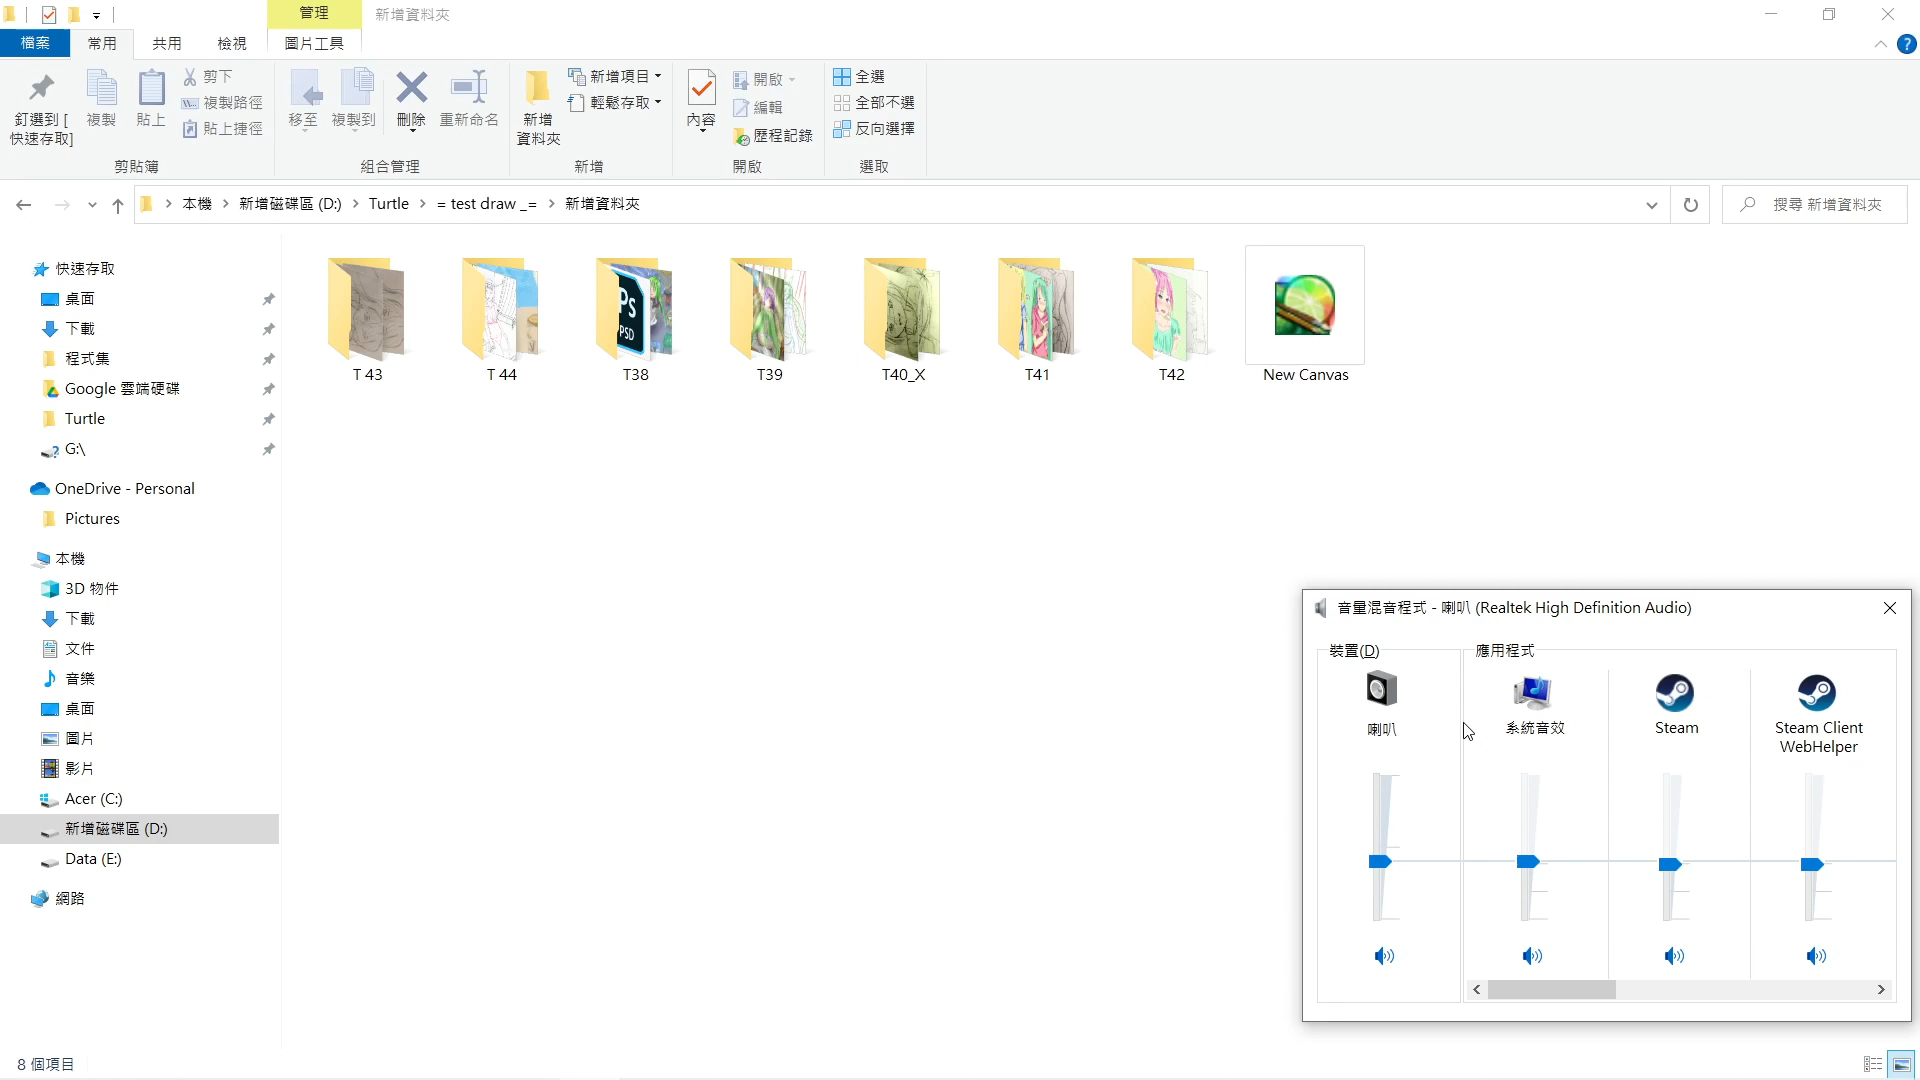 管理
新增資料夾
檔案
常用
共用
檢視
圖片工具
釘選到 [
快速存取]
複製
貼上
剪下
複製路徑
貼上捷徑
剪貼簿
移至
複製到
刪除
重新命名
組合管理
新增
資料夾
新增項目
輕鬆存取
新增
內容
開啟
編輯
歷程記錄
開啟
全選
全部不選
反向選擇
選取
本機 > 新增磁碟區 (D:) > Turtle > = test draw _= > 新增資料夾
搜尋 新增資料夾
快速存取
桌面
下載
程式集
Google 雲端硬碟
Turtle
G:\
OneDrive - Personal
Pictures
本機
3D 物件
下載
文件
音樂
桌面
圖片
影片
Acer (C:)
新增磁碟區 (D:)
Data (E:)
網路
Ps
PSD
T 43
T 44
T38
T39
T40_X
T41
T42
New Canvas
音量混音程式 - 喇叭 (Realtek High Definition Audio)
裝置(D)
應用程式
喇叭
系統音效
Steam
Steam Client
WebHelper
8 個項目